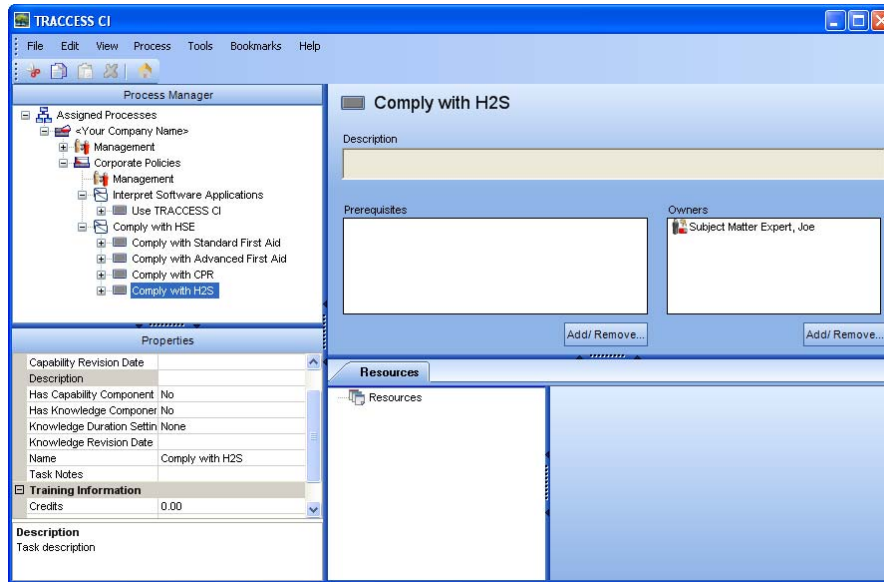 TRACCESS CI
File Edit View Process Tools Bookmarks Help
Process Manager
Assigned Processes
<Your Company Name>
Management
Corporate Policies
Management
Interpret Software Applications
Use TRACCESS CI
Comply with HSE
Comply with Standard First Aid
Comply with Advanced First Aid
Comply with CPR
Comply with H2S
Properties
Capability Revision Date
Description
Has Capability Component No
Has Knowledge Componer No
Knowledge Duration Settin None
Knowledge Revision Date
Name Comply with H2S
Task Notes
Training Information
Credits 0.00
Description
Task description
Comply with H2S
Description
Prerequisites
Owners
Subject Matter Expert, Joe
Add/ Remove...
Add/ Remove...
Resources
Resources